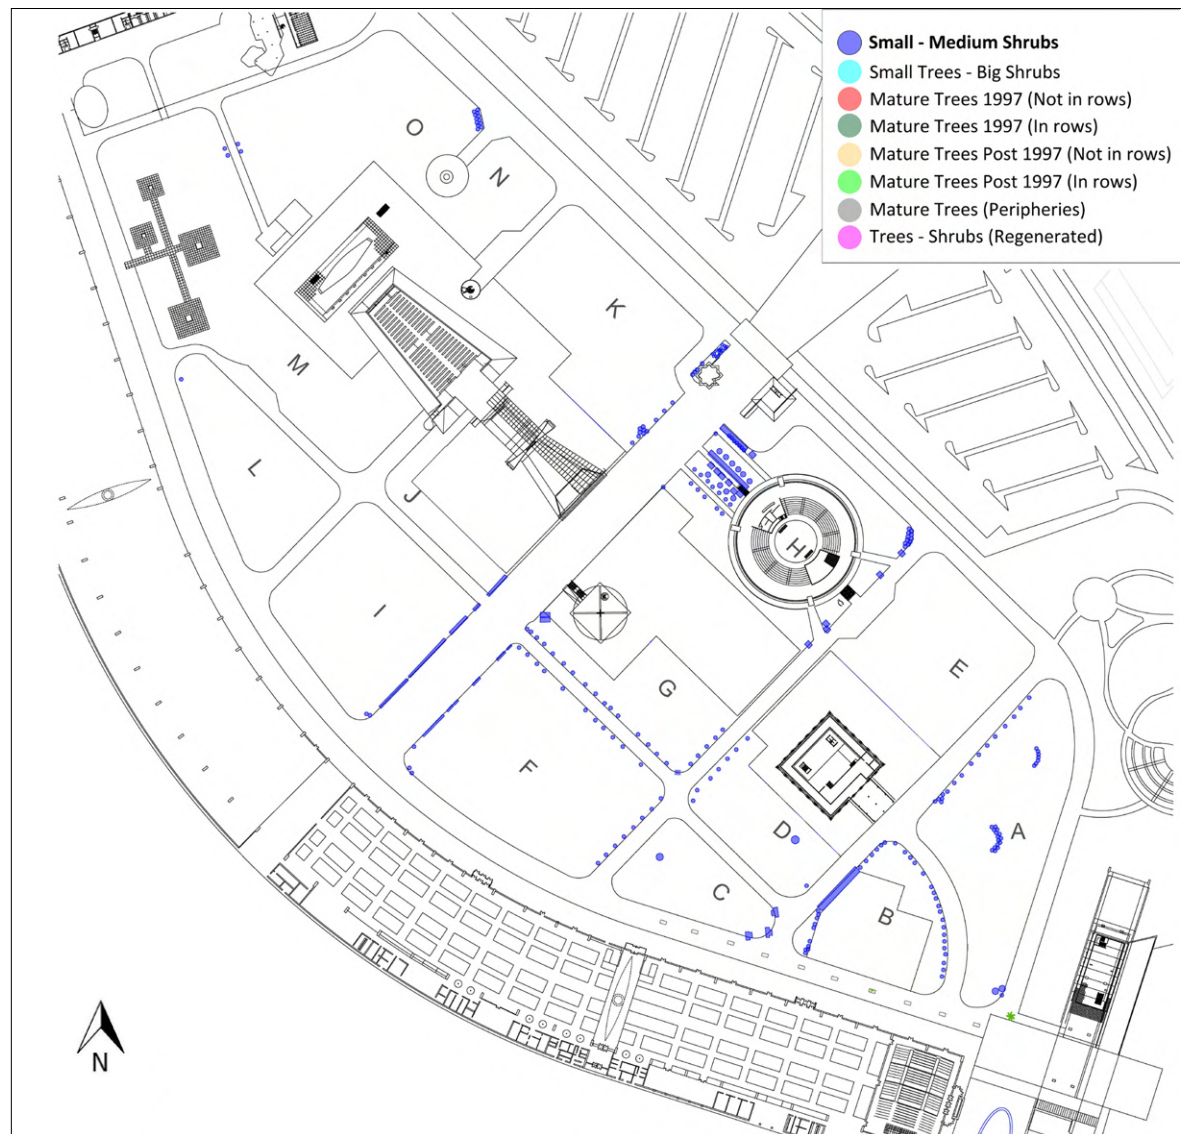 Small - Medium Shrubs
Small Trees - Big Shrubs
Mature Trees 1997 (Not in rows)
Mature Trees 1997 (In rows)
Mature Trees Post 1997 (Not in rows)
Mature Trees Post 1997 (In rows)
Mature Trees (Peripheries)
Trees - Shrubs (Regenerated)
O
N
K
M
L
J
H
I
E
G
F
A
D
C
B
N